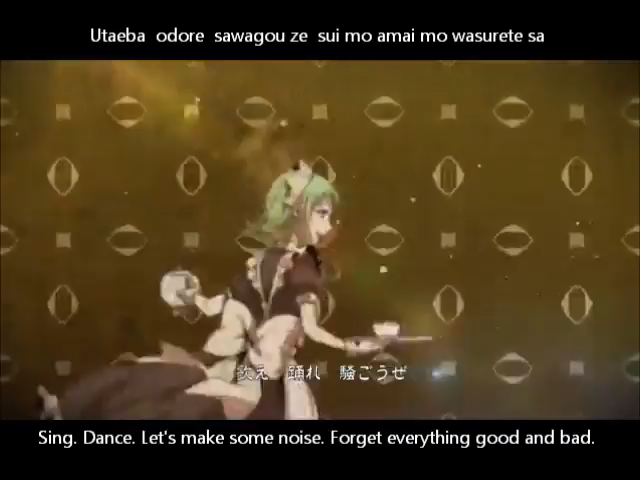 Utaeba odore sawagou ze sui mo amai mo wasurete sa
歌え 踊れ 騒ごうぜ
Sing. Dance. Let's make some noise. Forget everything good and bad.